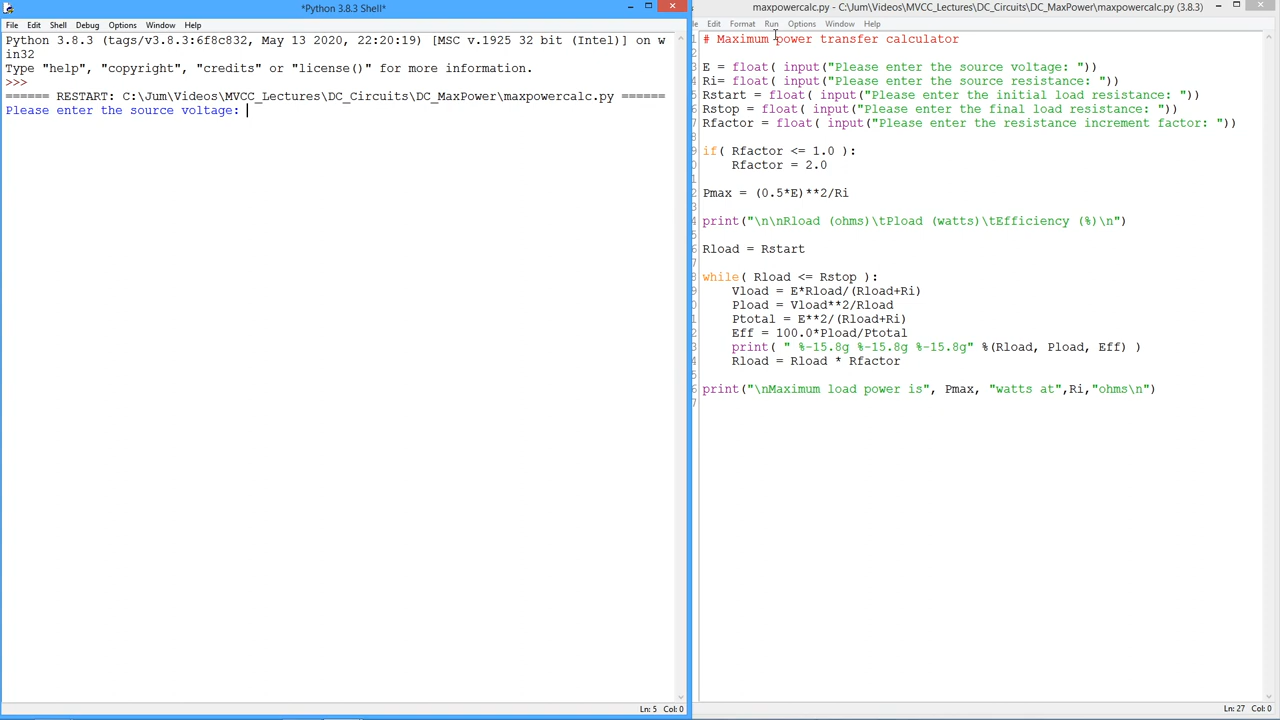 *Python 3.8.3 Shell*
File Edit Shell Debug Options Window Help
Python 3.8.3 (tags/v3.8.3:6f8c832, May 13 2020, 22:20:19) [MSC v.1925 32 bit (Intel)] on w
in32
Type "help", "copyright", "credits" or "license()" for more information.
>>>
====== RESTART: C:\Jum\Videos\MVCC_Lectures\DC_Circuits\DC_MaxPower\maxpowercalc.py ======
Please enter the source voltage:
Ln: 5 Col: 0
maxpowercalc.py - C:\Jum\Videos\MVCC_Lectures\DC_Circuits\DC_MaxPower\maxpowercalc.py (3.8.3)
Edit Format Run Options Window Help
# Maximum power transfer calculator
E = float( input("Please enter the source voltage: "))
Ri= float( input("Please enter the source resistance: "))
Rstart = float( input("Please enter the initial load resistance: "))
Rstop = float( input("Please enter the final load resistance: "))
Rfactor = float( input("Please enter the resistance increment factor: "))
if( Rfactor <= 1.0 ):
Rfactor = 2.0
Pmax = (0.5*E)**2/Ri
print("\n\nRload (ohms)\tPload (watts)\tEfficiency (%)\n")
Rload = Rstart
while( Rload <= Rstop ):
Vload = E*Rload/(Rload+Ri)
Pload = Vload**2/Rload
Ptotal = E**2/(Rload+Ri)
Eff = 100.0*Pload/Ptotal
print( " %-15.8g %-15.8g %-15.8g" %(Rload, Pload, Eff) )
Rload = Rload * Rfactor
print("\nMaximum load power is", Pmax, "watts at",Ri,"ohms\n")
Ln: 27 Col: 0